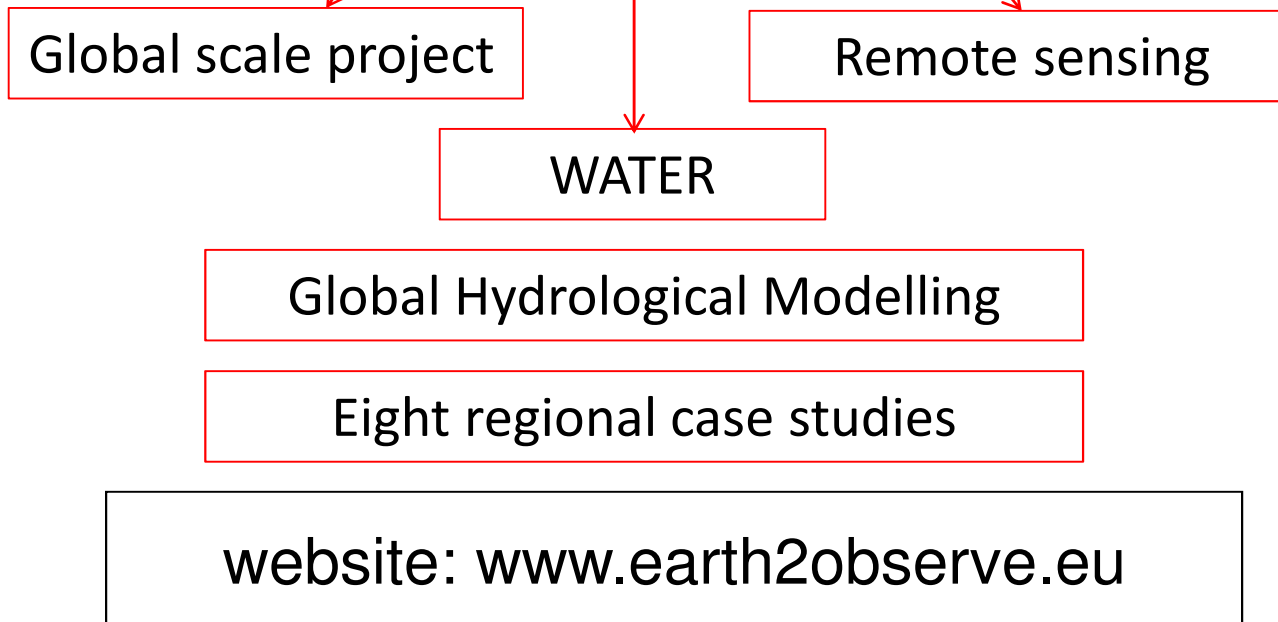 Global scale project
Remote sensing
WATER
Global Hydrological Modelling
Eight regional case studies
website: www.earth2observe.eu